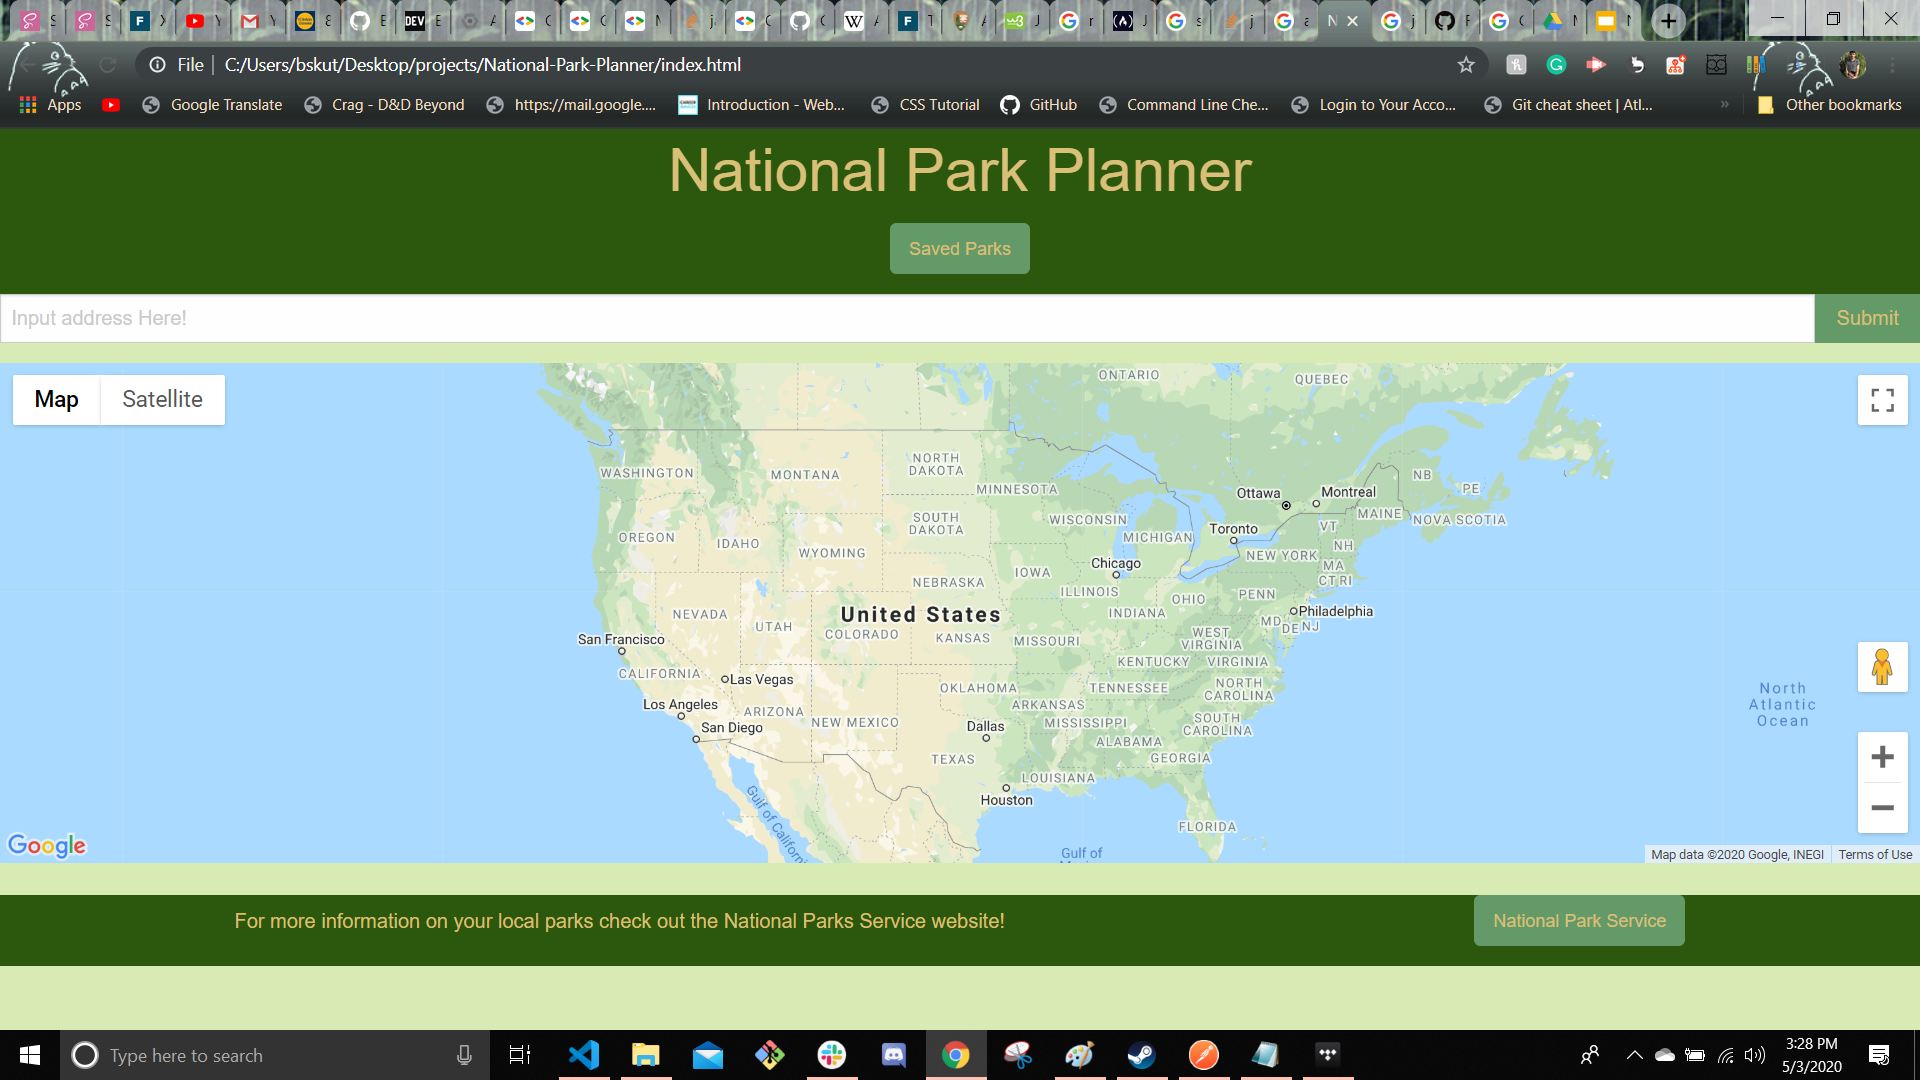 File
C:/Users/bskut/Desktop/projects/National-Park-Planner/index.html
Apps
Google Translate
Crag - D&D Beyond
https://mail.google....
Introduction - Web...
CSS Tutorial
GitHub
Command Line Che...
Login to Your Acco...
Git cheat sheet | Atl...
»
Other bookmarks
National Park Planner
Saved Parks
Input address Here!
Submit
Map
Satellite
ONTARIO
QUEBEC
WASHINGTON
MONTANA
NORTH
DAKOTA
MINNESOTA
NB
PE
Ottawa
Montreal
MAINE
NOVA SCOTIA
OREGON
IDAHO
SOUTH
DAKOTA
WISCONSIN
MICHIGAN
Toronto
VT
NH
WYOMING
NEW YORK
MA
CT RI
Chicago
IOWA
NEBRASKA
ILLINOIS
INDIANA
OHIO
PENN
Philadelphia
NEVADA
UTAH
United States
COLORADO
KANSAS
MISSOURI
WEST
VIRGINIA
MD
DE
NJ
San Francisco
CALIFORNIA
KENTUCKY
VIRGINIA
Las Vegas
OKLAHOMA
TENNESSEE
NORTH
CAROLINA
Los Angeles
ARIZONA
NEW MEXICO
ARKANSAS
MISSISSIPPI
SOUTH
CAROLINA
San Diego
Dallas
ALABAMA
TEXAS
GEORGIA
LOUISIANA
Houston
FLORIDA
Gulf of California
Gulf of
North
Atlantic
Ocean
Google
Map data ©2020 Google, INEGI
Terms of Use
For more information on your local parks check out the National Parks Service website!
National Park Service
Type here to search
3:28 PM
5/3/2020